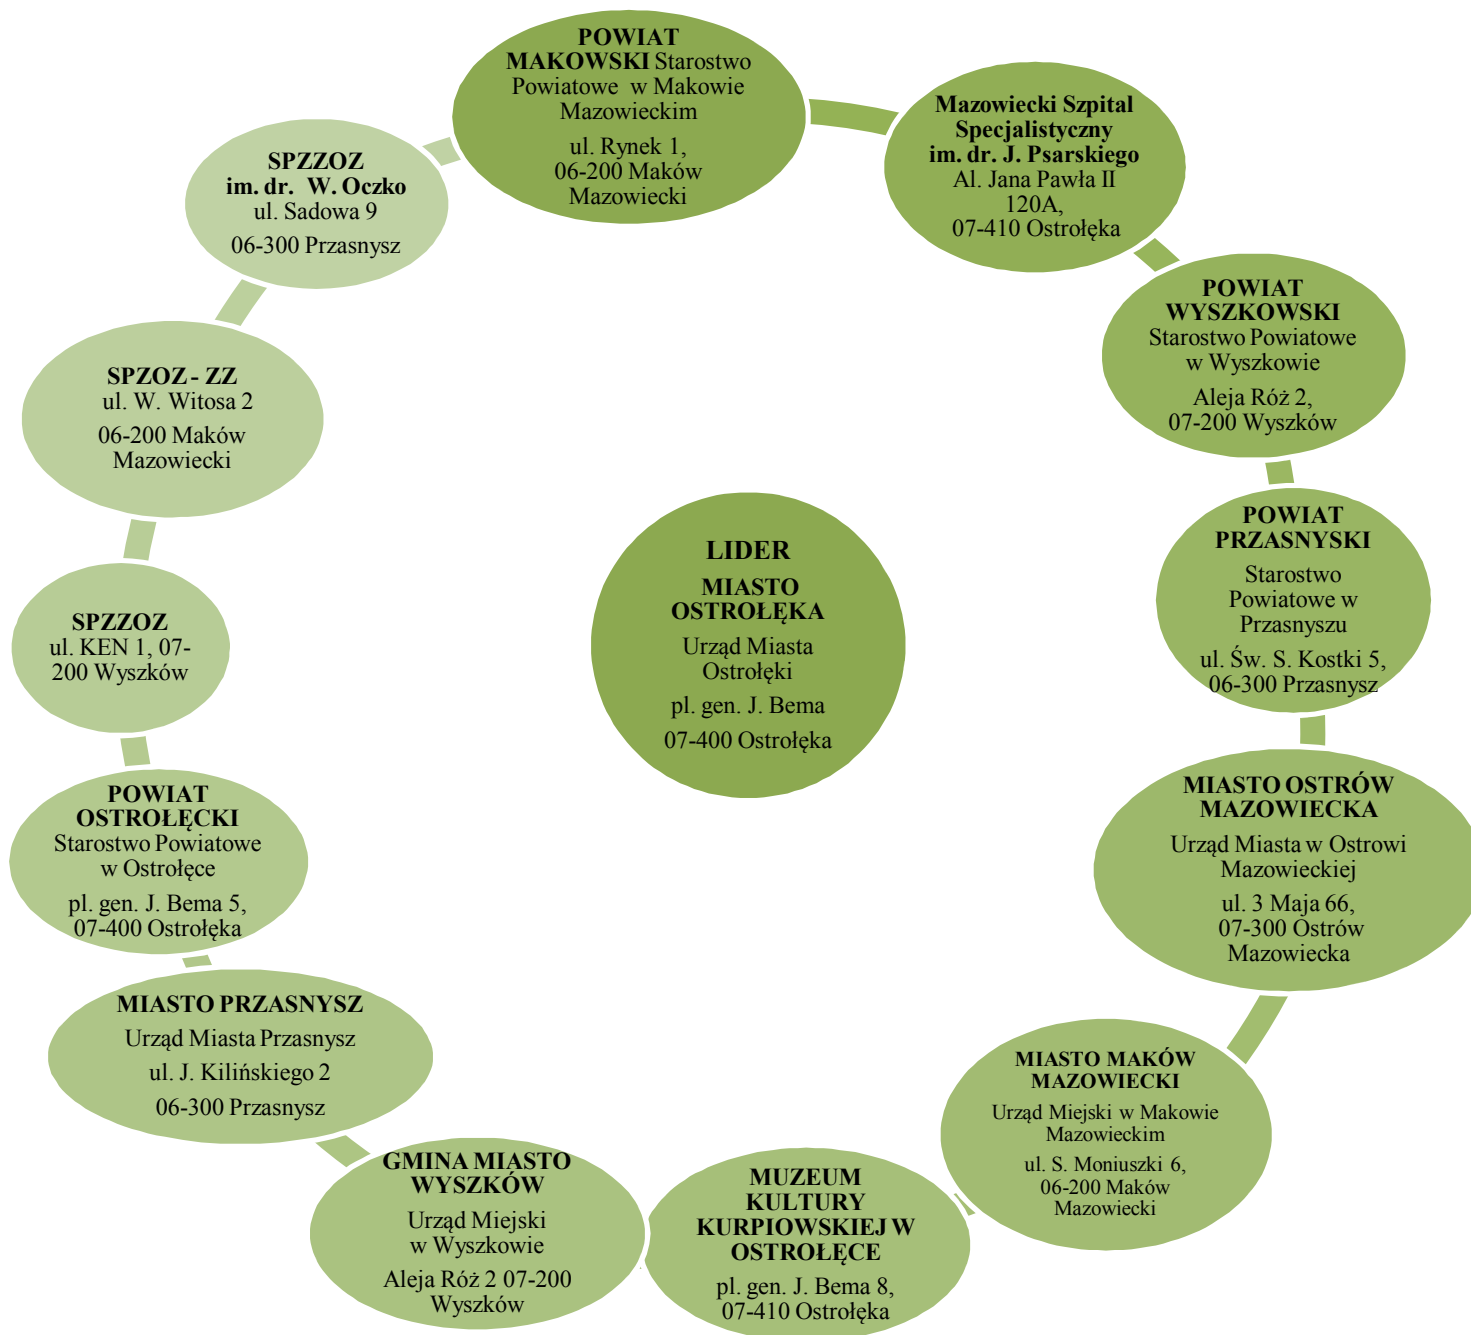 POWIAT
MAKOWSKI Starostwo
Powiatowe w Makowie
Mazowieckim
ul. Rynek 1,
06-200 Maków
Mazowiecki
Mazowiecki Szpital
Specjalistyczny
im. dr. J. Psarskiego
Al. Jana Pawła II
120A,
07-410 Ostrołęka
POWIAT
WYSZKOWSKI
Starostwo Powiatowe
w Wyszkowie
Aleja Róż 2,
07-200 Wyszków
POWIAT
PRZASNYSKI
Starostwo
Powiatowe w
Przasnyszu
ul. Św. S. Kostki 5,
06-300 Przasnysz
MIASTO OSTRÓW
MAZOWIECKA
Urząd Miasta w Ostrowi
Mazowieckiej
ul. 3 Maja 66,
07-300 Ostrów
Mazowiecka
MIASTO MAKÓW
MAZOWIECKI
Urząd Miejski w Makowie
Mazowieckim
ul. S. Moniuszki 6,
06-200 Maków
Mazowiecki
MUZEUM
KULTURY
KURPIOWSKIEJ W
OSTROŁĘCE
pl. gen. J. Bema 8,
07-410 Ostrołęka
GMINA MIASTO
WYSZKÓW
Urząd Miejski
w Wyszkowie
Aleja Róż 2 07-200
Wyszków
MIASTO PRZASNYSZ
Urząd Miasta Przasnysz
ul. J. Kilińskiego 2
06-300 Przasnysz
POWIAT
OSTROŁĘCKI
Starostwo Powiatowe
w Ostrołęce
pl. gen. J. Bema 5,
07-400 Ostrołęka
SPZZOZ
ul. KEN 1, 07-
200 Wyszków
SPZOZ - ZZ
ul. W. Witosa 2
06-200 Maków
Mazowiecki
SPZZOZ
im. dr. W. Oczko
ul. Sadowa 9
06-300 Przasnysz
LIDER
MIASTO
OSTROŁĘKA
Urząd Miasta
Ostrołęki
pl. gen. J. Bema
07-400 Ostrołęka